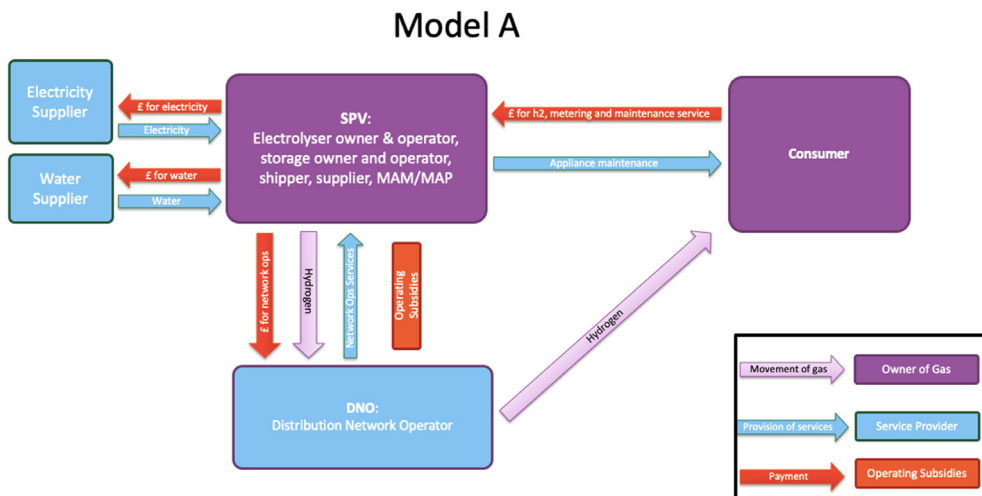 Model A
Electricity
Supplier
£ for electricity
Electricity
Water
Supplier
£ for water
Water
SPV:
Electrolyser owner & operator,
storage owner and operator,
shipper, supplier, MAM/MAP
£ for h2, metering and maintenance service
Appliance maintenance
Consumer
£ for network ops
Hydrogen
Network Ops Services
Operating
Subsidies
Hydrogen
DNO:
Distribution Network Operator
Movement of gas
Owner of Gas
Provision of services
Service Provider
Payment
Operating Subsidies